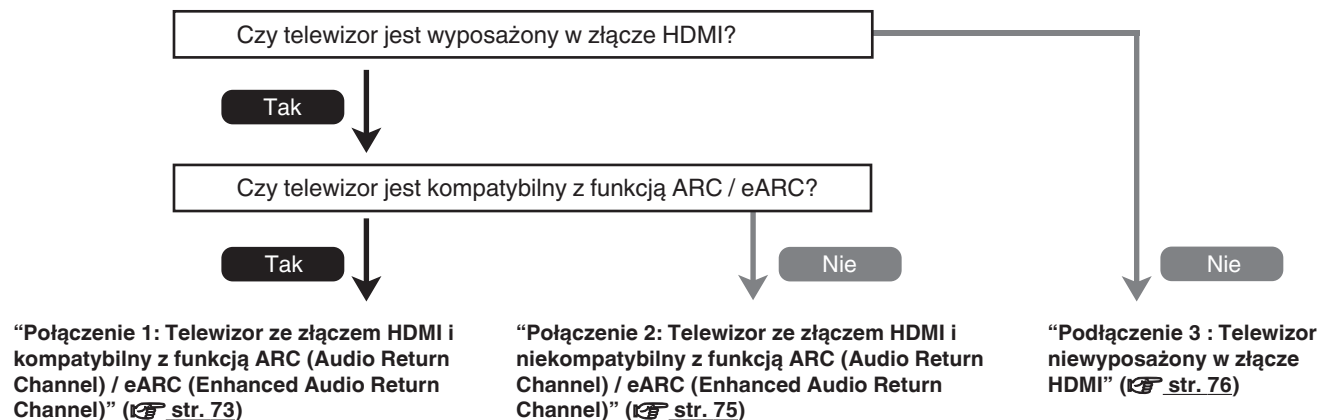 Czy telewizor jest wyposażony w złącze HDMI?
Tak
Czy telewizor jest kompatybilny z funkcją ARC / eARC?
Tak
Nie
Nie
“Połączenie 1: Telewizor ze złączem HDMI i
kompatybilny z funkcją ARC (Audio Return
Channel) / eARC (Enhanced Audio Return
Channel)” (☞ str. 73)
“Połączenie 2: Telewizor ze złączem HDMI i
niekompatybilny z funkcją ARC (Audio Return
Channel) / eARC (Enhanced Audio Return
Channel)” (☞ str. 75)
“Podłączenie 3 : Telewizor
niewyposażony w złącze
HDMI” (☞ str. 76)